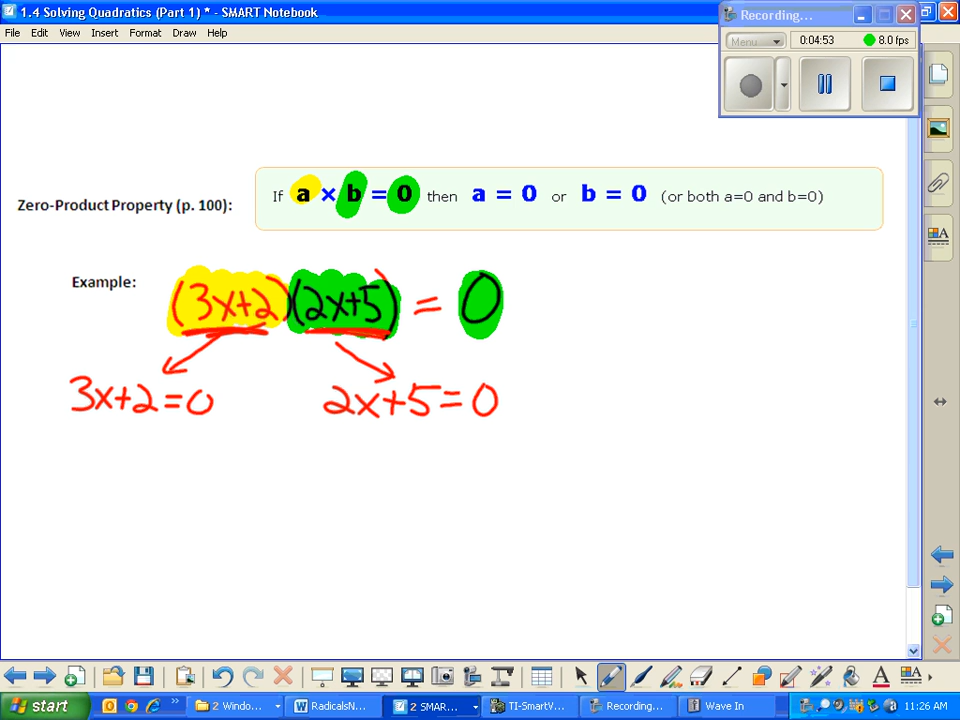 1.4 Solving Quadratics (Part 1) * - SMART Notebook
Recording...
File Edit View Insert Format Draw Help
Menu 0:04:53 8.0 fps
If a × b = 0 then a = 0 or b = 0 (or both a=0 and b=0)
Zero-Product Property (p. 100):
Example:
(3x+2)(2x+5) = 0
3x+2=0 2x+5=0
start 2 Windo... RadicalsN... 2 SMAR... TI-SmartV... Recording... Wave In 11:26 AM